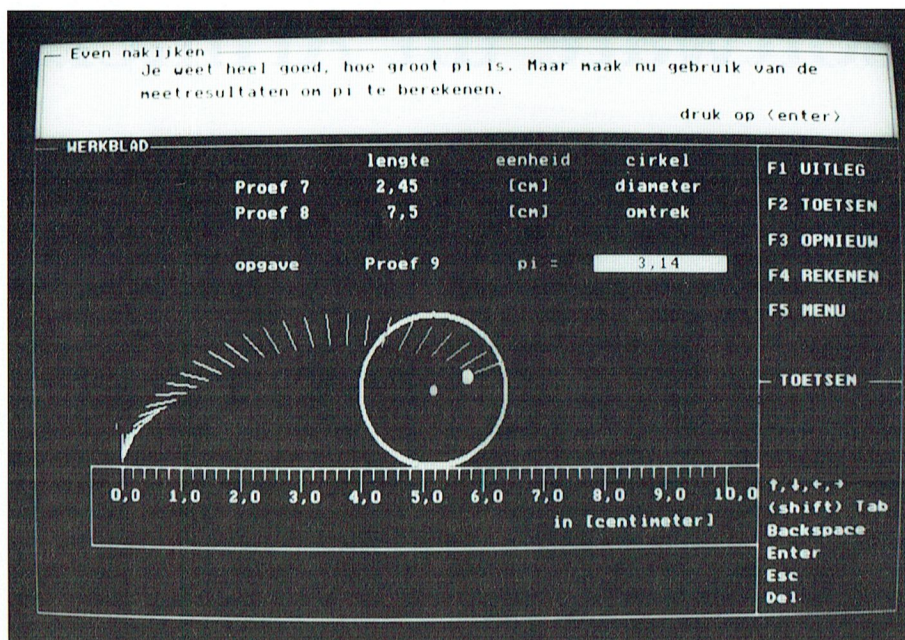 Even nakijken
Je weet heel goed, hoe groot pi is. Maar maak nu gebruik van de
meetresultaten om pi te berekenen.
druk op <enter>
WERKBLAD
lengte eenheid cirkel
Proef 7 2,45 [cm] diameter
Proef 8 7,5 [cm] omtrek
opgave Proef 9 pi = 3,14
F1 UITLEG
F2 TOETSEN
F3 OPNIEUW
F4 REKENEN
F5 MENU
TOETSEN
↑,↓,←,→
(shift) Tab
Backspace
Enter
Esc
Del
0,0 1,0 2,0 3,0 4,0 5,0 6,0 7,0 8,0 9,0 10,0
in [centimeter]